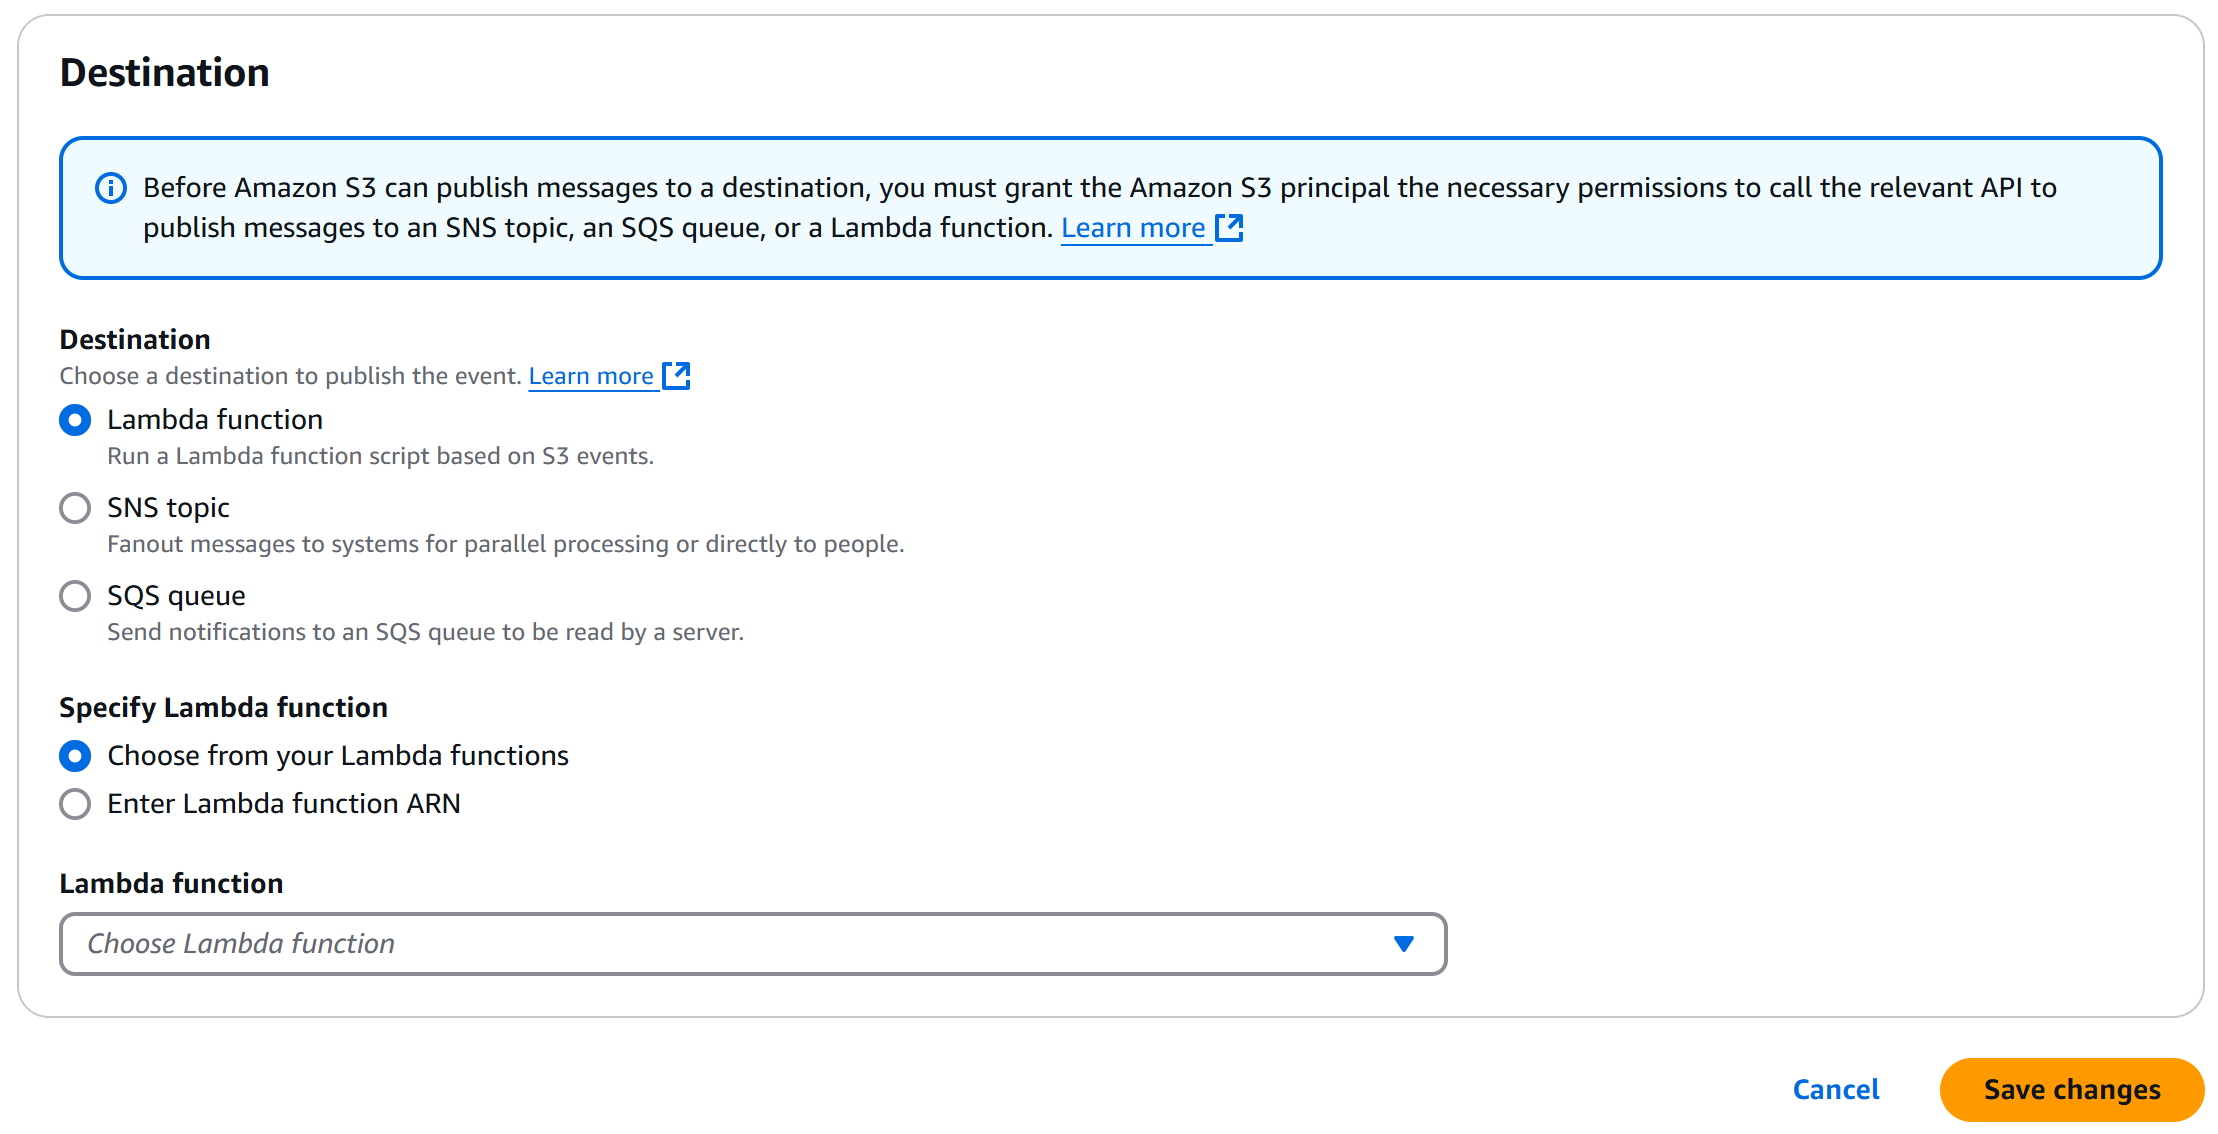 Destination
Before Amazon S3 can publish messages to a destination, you must grant the Amazon S3 principal the necessary permissions to call the relevant API to
publish messages to an SNS topic, an SQS queue, or a Lambda function. Learn more
Destination
Choose a destination to publish the event. Learn more
Lambda function
Run a Lambda function script based on S3 events.
SNS topic
Fanout messages to systems for parallel processing or directly to people.
SQS queue
Send notifications to an SQS queue to be read by a server.
Specify Lambda function
Choose from your Lambda functions
Enter Lambda function ARN
Lambda function
Choose Lambda function
Cancel Save changes